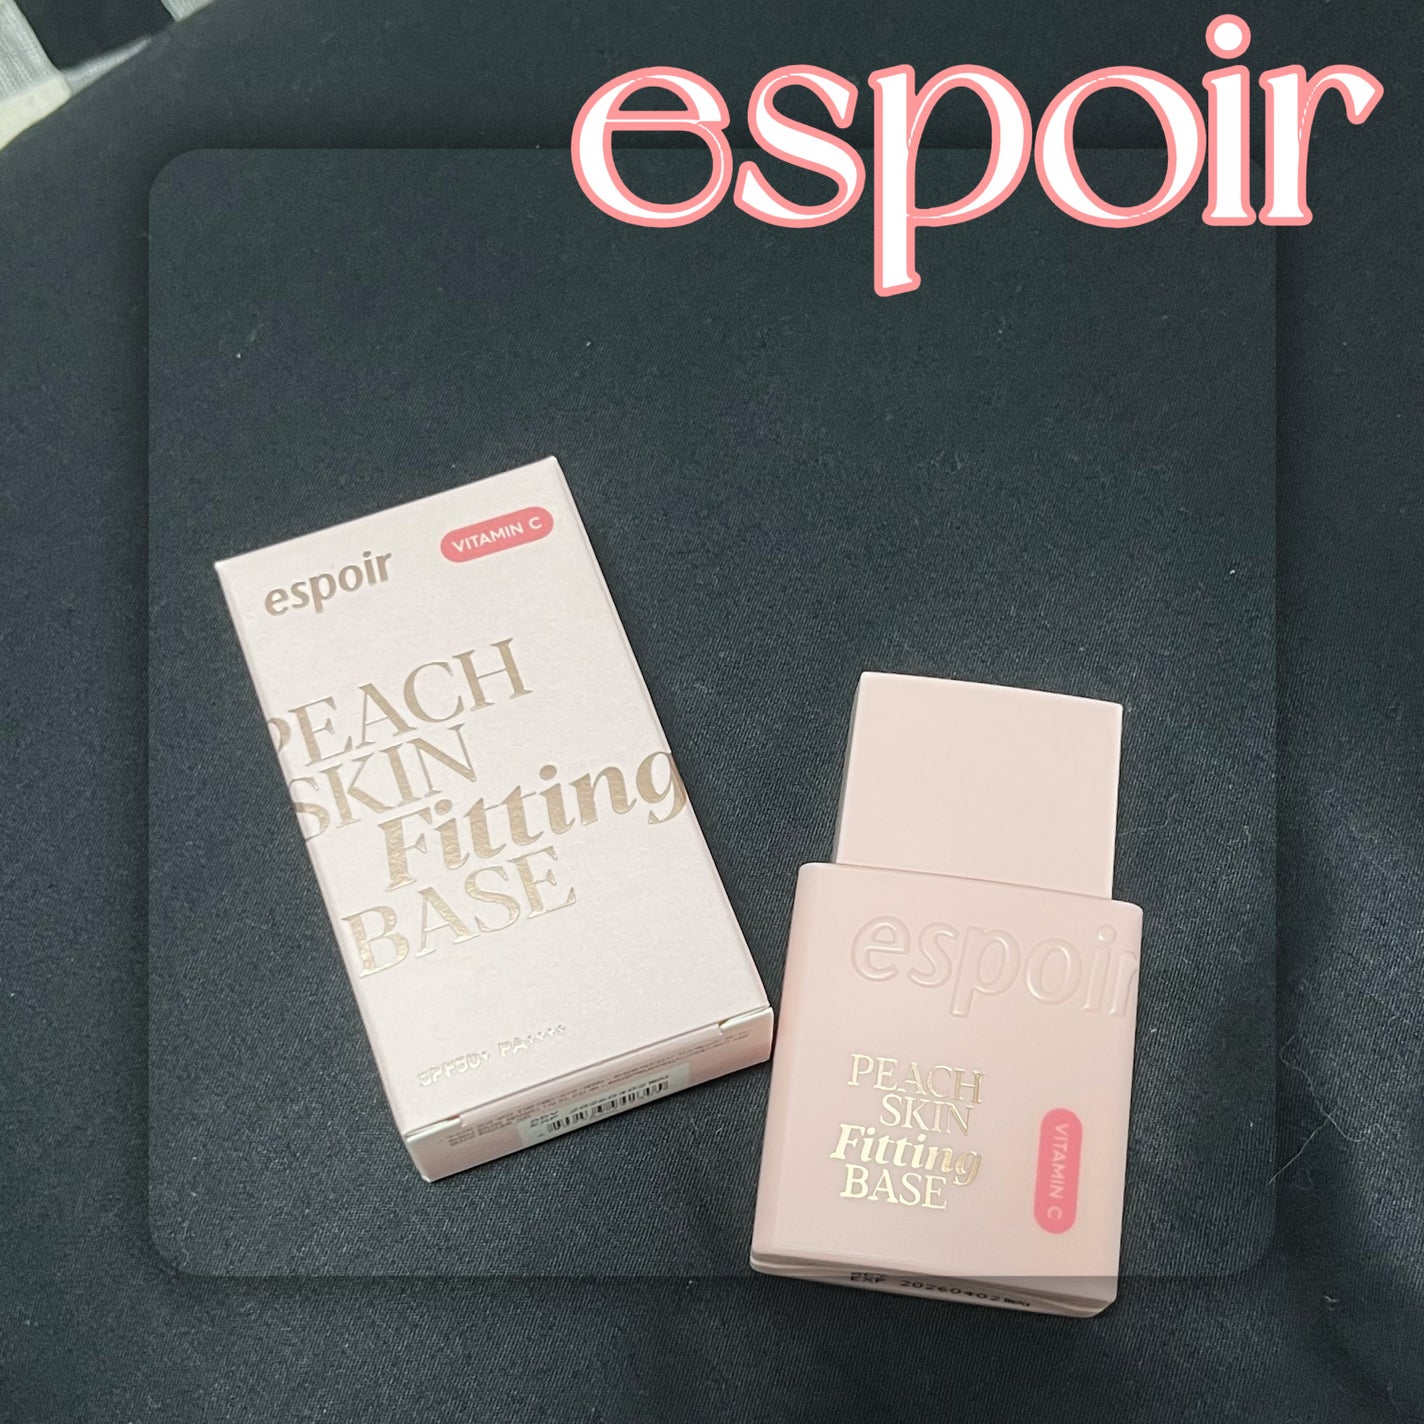 espoir
espoir
VITAMIN C
PEACH
SKIN
Fitting
BASE
SPF50+ PA++++
espoir
PEACH
SKIN
Fitting
BASE
VITAMIN C
EXP 20260402